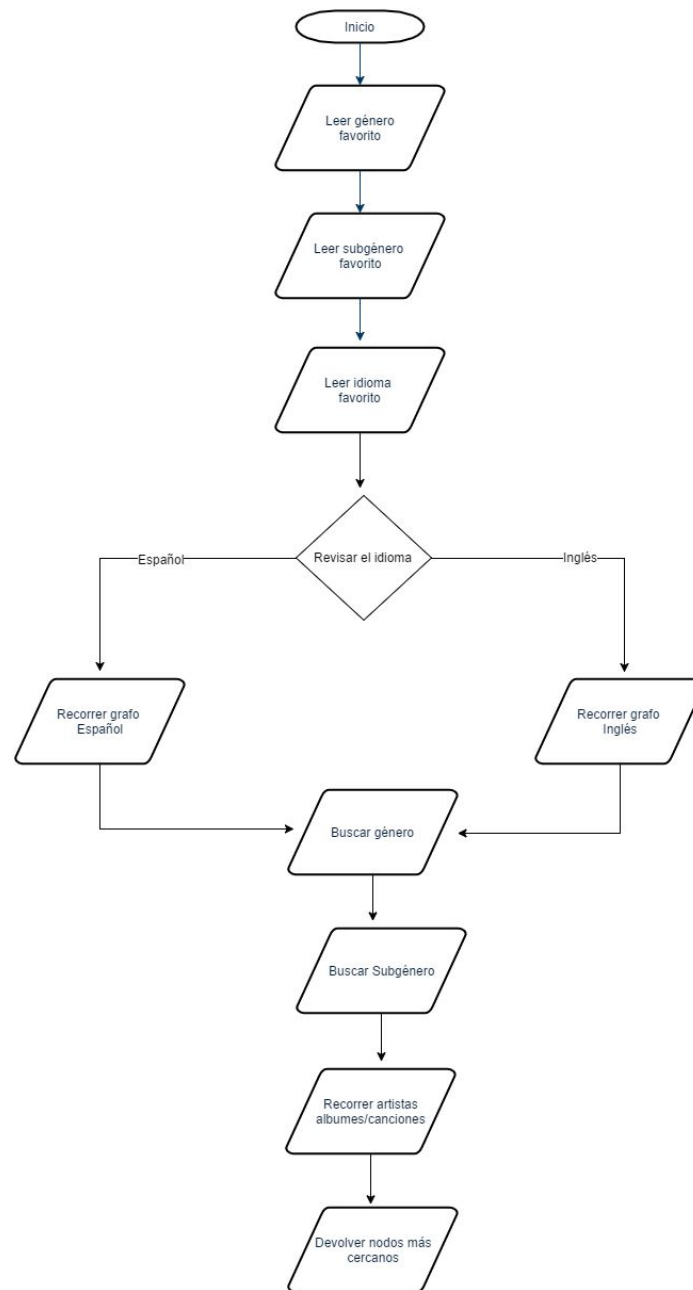 Inicio
Leer género
favorito
Leer subgénero
favorito
Leer idioma
favorito
Revisar el idioma
Español
Inglés
Recorrer grafo
Español
Recorrer grafo
Inglés
Buscar género
Buscar Subgénero
Recorrer artistas
albumes/canciones
Devolver nodos más
cercanos